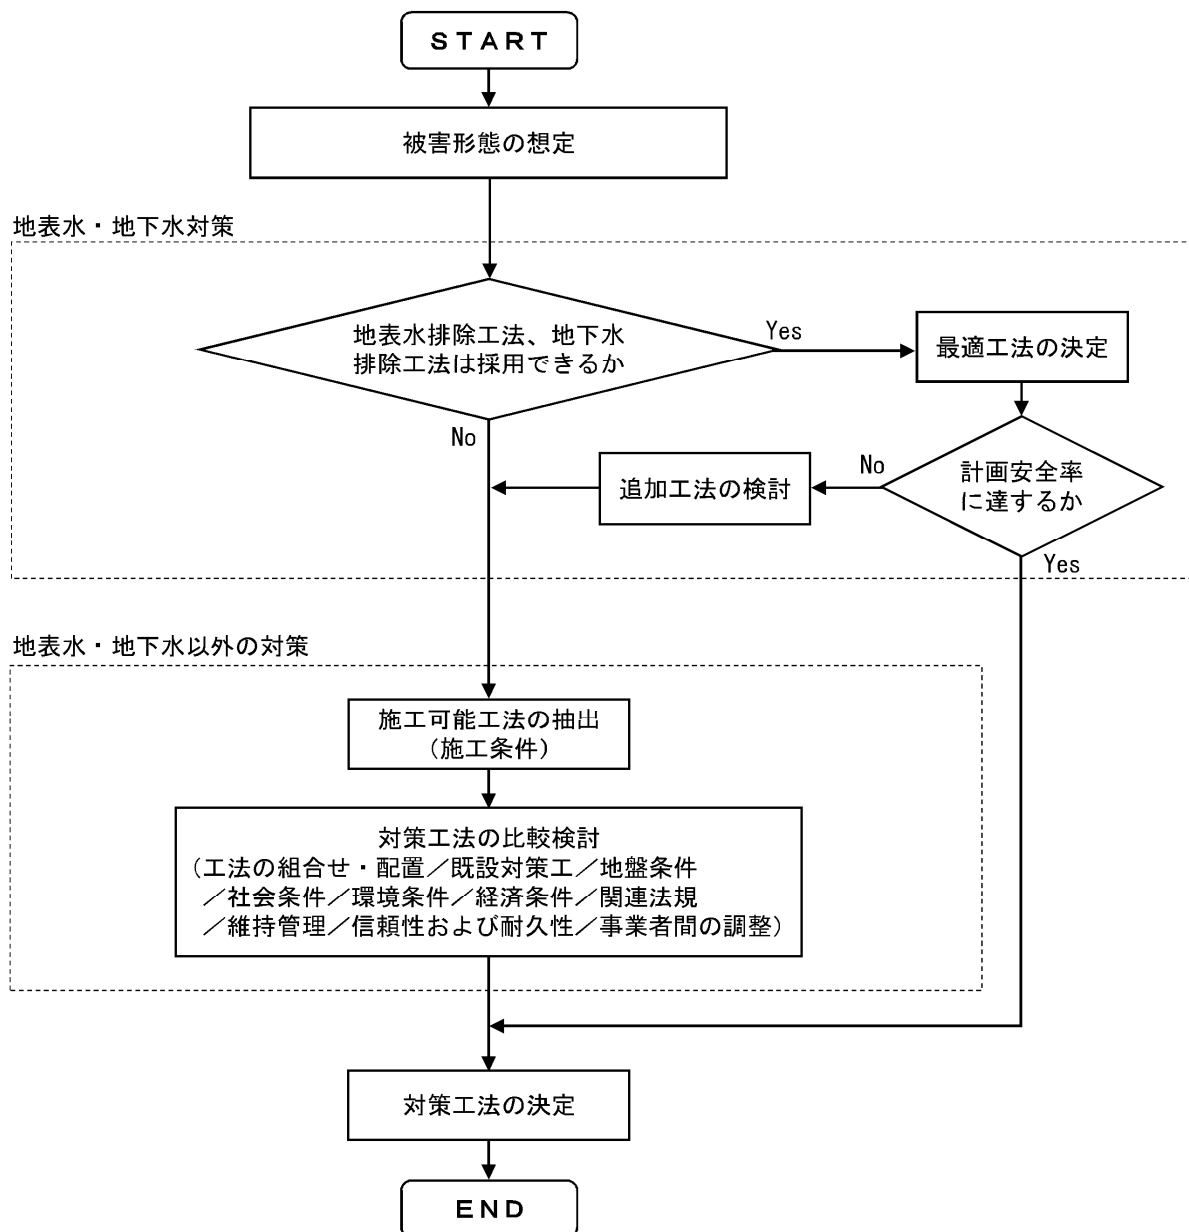 START
被害形態の想定
地表水・地下水対策
地表水排除工法、地下水
排除工法は採用できるか
Yes
最適工法の決定
No
追加工法の検討
No
計画安全率
に達するか
Yes
地表水・地下水以外の対策
施工可能工法の抽出
（施工条件）
対策工法の比較検討
（工法の組合せ・配置／既設対策工／地盤条件
／社会条件／環境条件／経済条件／関連法規
／維持管理／信頼性および耐久性／事業者間の調整）
対策工法の決定
END